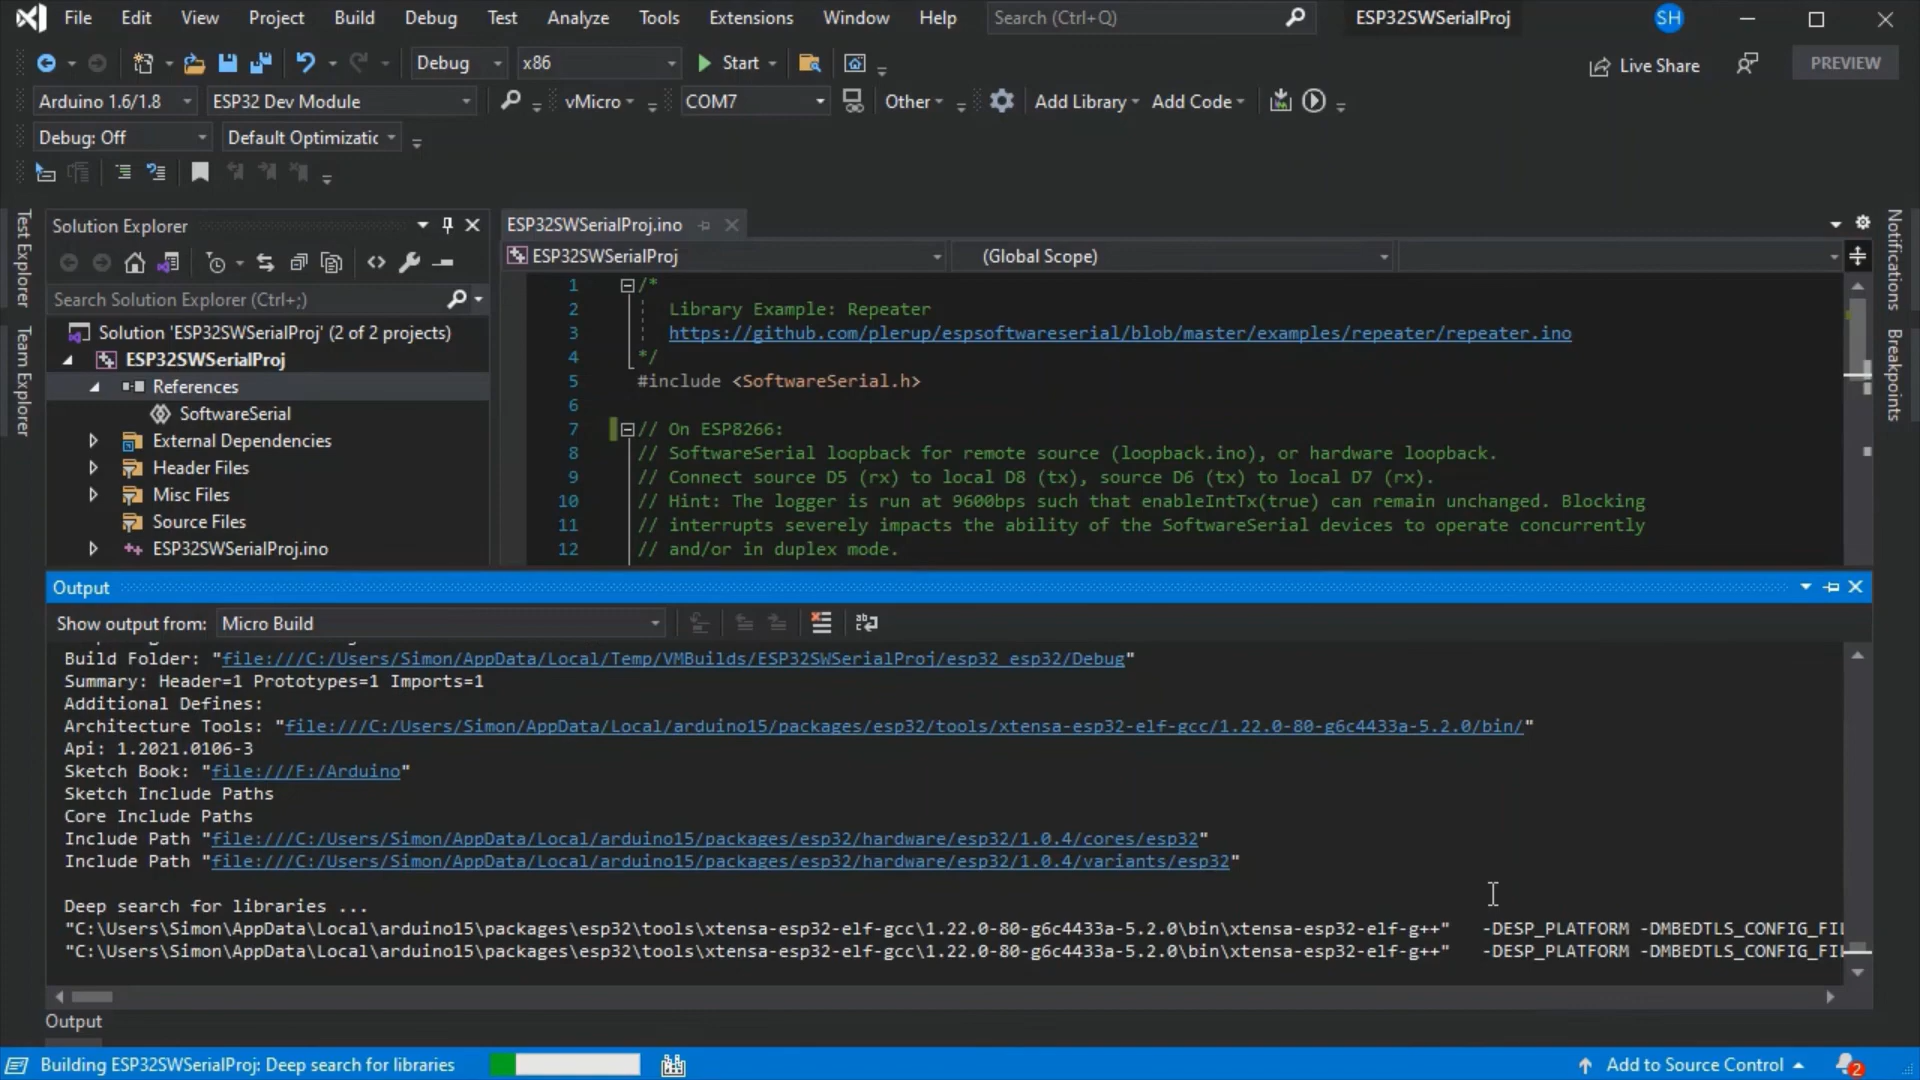 File Edit View Project Build Debug Test Analyze Tools Extensions Window Help Search (Ctrl+Q) ESP32SWSerialProj SH
Debug x86 Start Live Share PREVIEW
Arduino 1.6/1.8 ESP32 Dev Module vMicro COM7 Other Add Library Add Code
Debug: Off Default Optimizatic
Test Explorer
Team Explorer
Solution Explorer
Search Solution Explorer (Ctrl+;)
Solution 'ESP32SWSerialProj' (2 of 2 projects)
ESP32SWSerialProj
References
SoftwareSerial
External Dependencies
Header Files
Misc Files
Source Files
ESP32SWSerialProj.ino
ESP32SWSerialProj.ino
ESP32SWSerialProj (Global Scope)
1 /*
2 Library Example: Repeater
3 https://github.com/plerup/espsoftwareserial/blob/master/examples/repeater/repeater.ino
4 */
5 #include <SoftwareSerial.h>
6
7 // On ESP8266:
8 // SoftwareSerial loopback for remote source (loopback.ino), or hardware loopback.
9 // Connect source D5 (rx) to local D8 (tx), source D6 (tx) to local D7 (rx).
10 // Hint: The logger is run at 9600bps such that enableIntTx(true) can remain unchanged. Blocking
11 // interrupts severely impacts the ability of the SoftwareSerial devices to operate concurrently
12 // and/or in duplex mode.
Notifications
Breakpoints
Output
Show output from: Micro Build
Build Folder: "file:///C:/Users/Simon/AppData/Local/Temp/VMBuilds/ESP32SWSerialProj/esp32_esp32/Debug"
Summary: Header=1 Prototypes=1 Imports=1
Additional Defines:
Architecture Tools: "file:///C:/Users/Simon/AppData/Local/arduino15/packages/esp32/tools/xtensa-esp32-elf-gcc/1.22.0-80-g6c4433a-5.2.0/bin/"
Api: 1.2021.0106-3
Sketch Book: "file:///F:/Arduino"
Sketch Include Paths
Core Include Paths
Include Path "file:///C:/Users/Simon/AppData/Local/arduino15/packages/esp32/hardware/esp32/1.0.4/cores/esp32"
Include Path "file:///C:/Users/Simon/AppData/Local/arduino15/packages/esp32/hardware/esp32/1.0.4/variants/esp32"
Deep search for libraries ...
"C:\Users\Simon\AppData\Local\arduino15\packages\esp32\tools\xtensa-esp32-elf-gcc\1.22.0-80-g6c4433a-5.2.0\bin\xtensa-esp32-elf-g++" -DESP_PLATFORM -DMBEDTLS_CONFIG_FIL
"C:\Users\Simon\AppData\Local\arduino15\packages\esp32\tools\xtensa-esp32-elf-gcc\1.22.0-80-g6c4433a-5.2.0\bin\xtensa-esp32-elf-g++" -DESP_PLATFORM -DMBEDTLS_CONFIG_FIL
Output
Building ESP32SWSerialProj: Deep search for libraries Add to Source Control 2